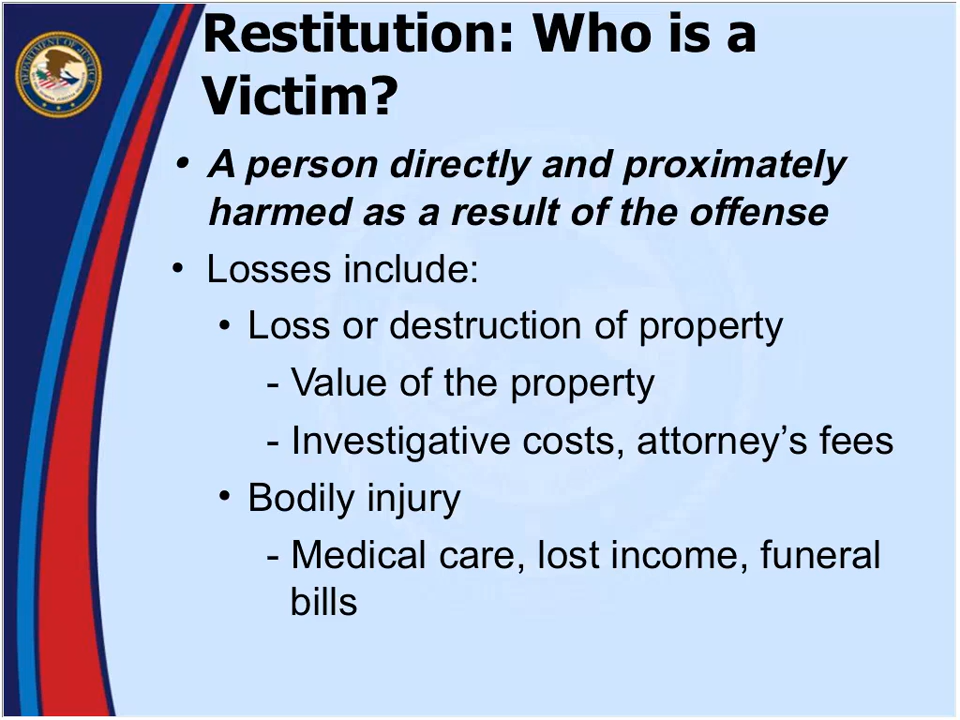 Restitution: Who is a
Victim?
• A person directly and proximately
harmed as a result of the offense
• Losses include:
• Loss or destruction of property
- Value of the property
- Investigative costs, attorney’s fees
• Bodily injury
- Medical care, lost income, funeral
bills